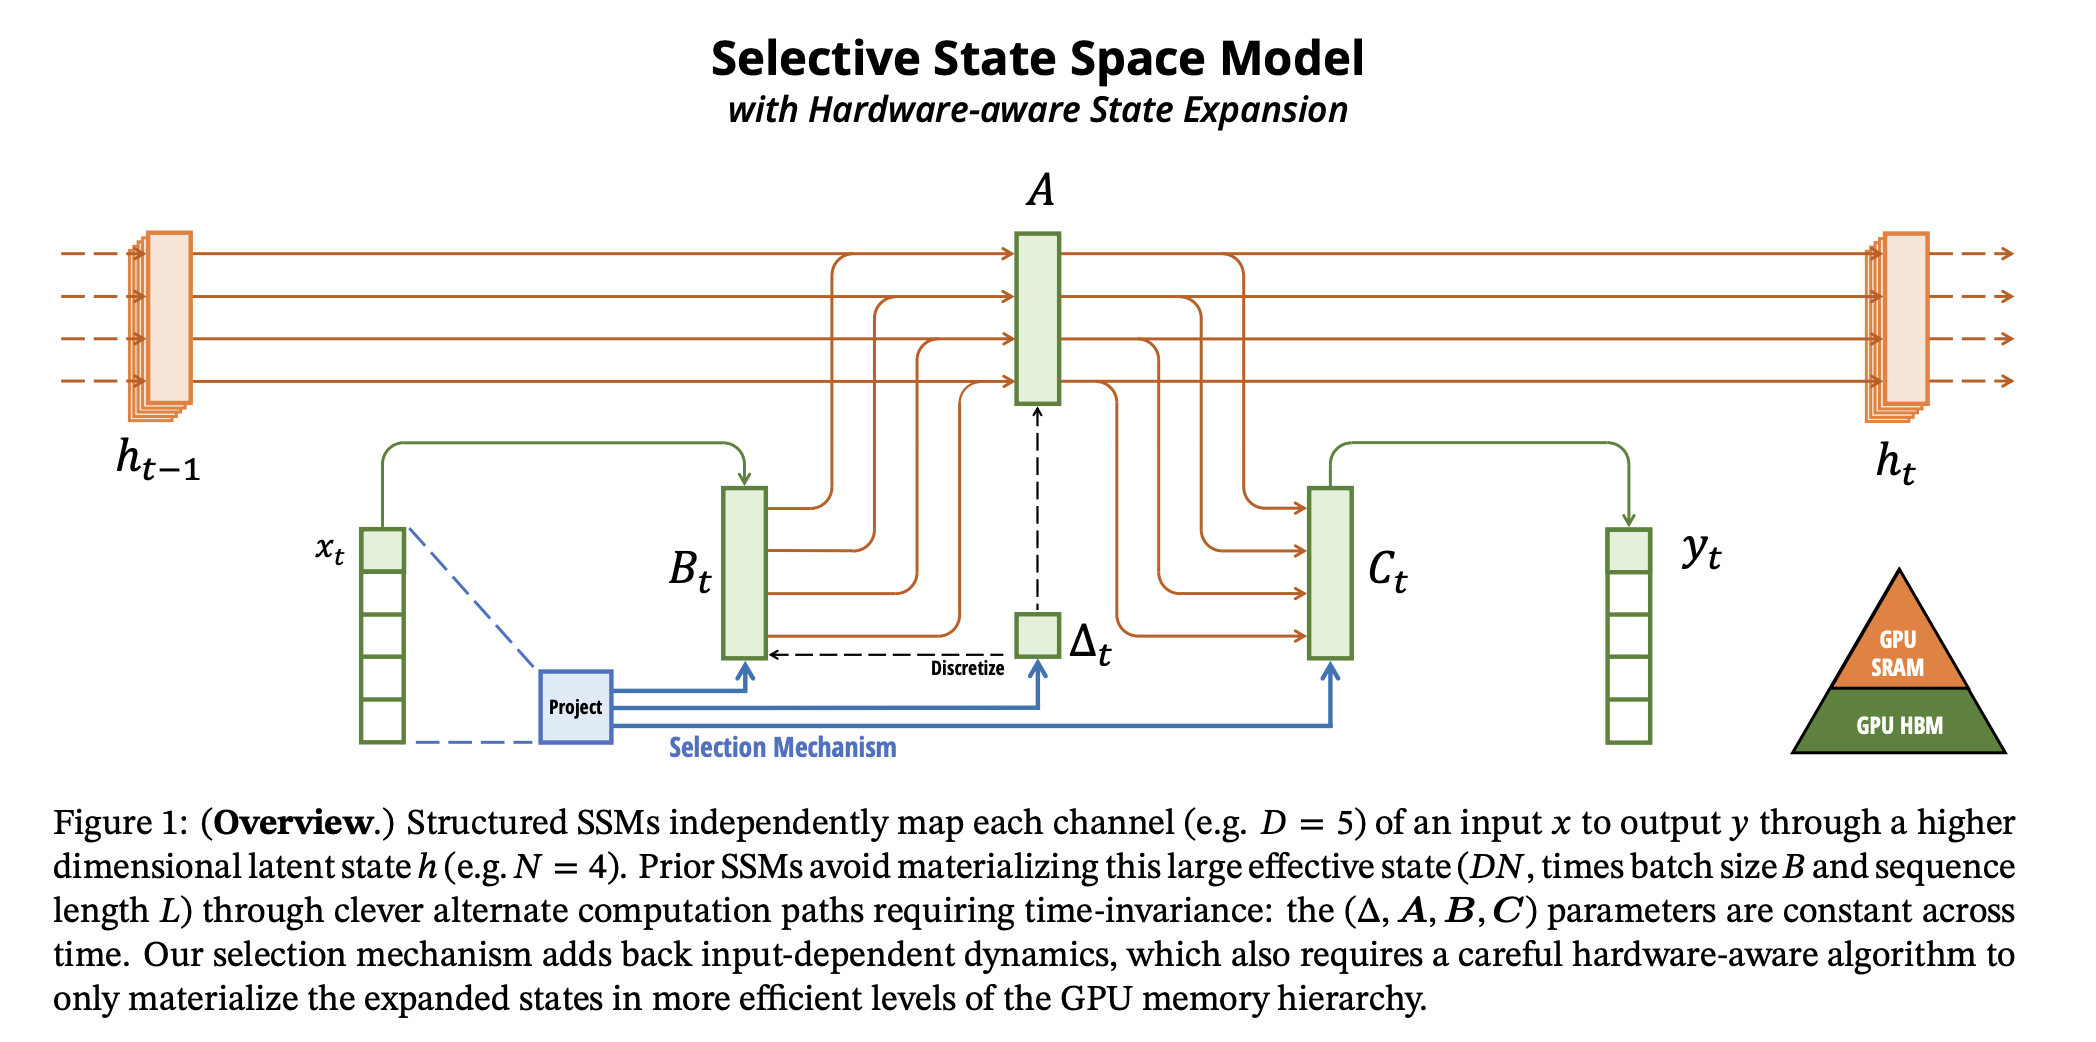 Selective State Space Model
with Hardware-aware State Expansion
A
h_{t−1}
h_t
x_t
B_t
C_t
y_t
Δ_t
Discretize
Project
Selection Mechanism
GPU
SRAM
GPU HBM
Figure 1: (Overview.) Structured SSMs independently map each channel (e.g. D = 5) of an input x to output y through a higher
dimensional latent state h (e.g. N = 4). Prior SSMs avoid materializing this large effective state (DN, times batch size B and sequence
length L) through clever alternate computation paths requiring time-invariance: the (Δ, A, B, C) parameters are constant across
time. Our selection mechanism adds back input-dependent dynamics, which also requires a careful hardware-aware algorithm to
only materialize the expanded states in more efficient levels of the GPU memory hierarchy.